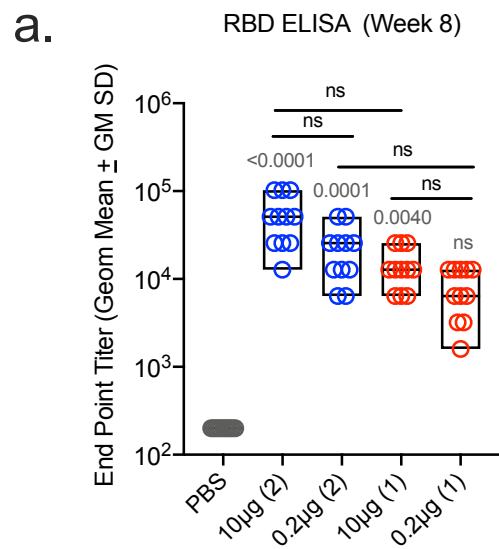 a.
RBD ELISA (Week 8)
End Point Titer (Geom Mean ± GM SD)
10⁶
10⁵
10⁴
10³
10²
ns
ns
<0.0001
ns
0.0001
ns
0.0040
ns
PBS
10µg (2)
0.2µg (2)
10µg (1)
0.2µg (1)